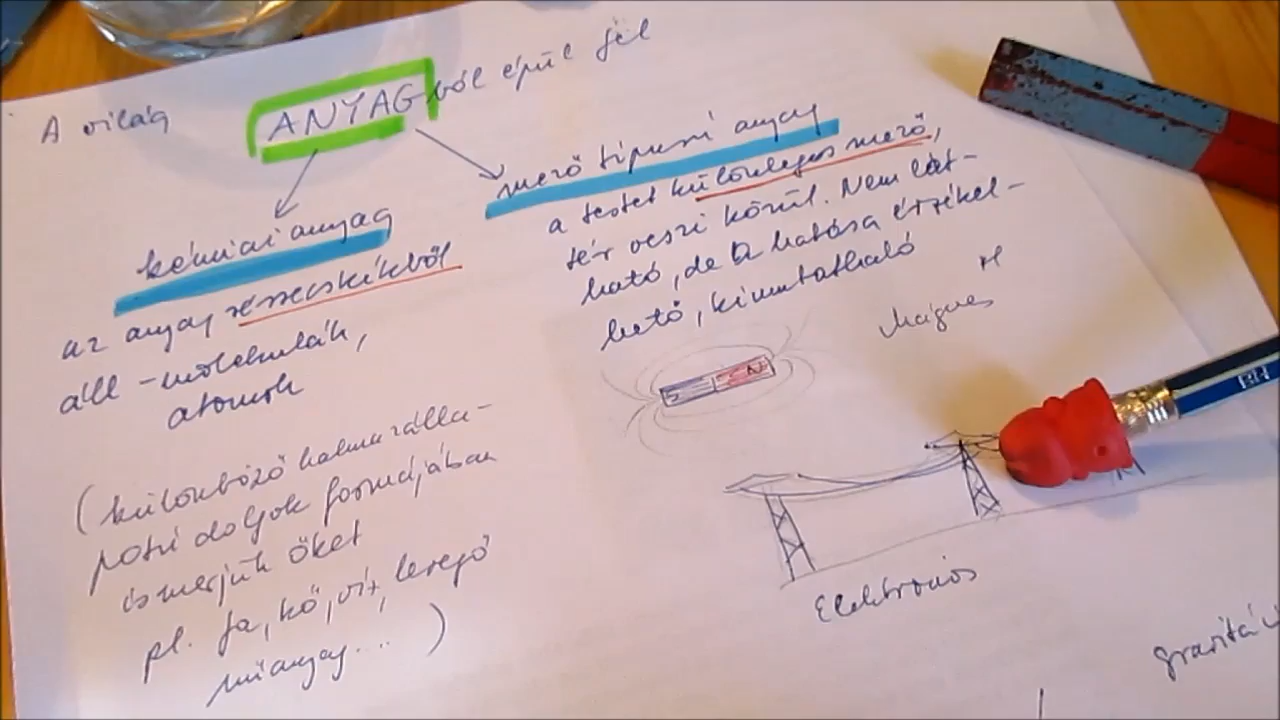 A világ ANYAGból épül fel
kémiai anyag
az anyag részecskékből
áll - molekulák,
atomok
(különböző halmazálla-
potú dolgok formájában
ismerjük őket
pl. fa, kő, víz, levegő
műanyag... )
mező típusú anyag
a testet különleges mező,
tér veszi körül. Nem lát-
ható, de a hatása érzékel-
hető, kimutatható
Mágnes
S N
Elektromos
gravitáci